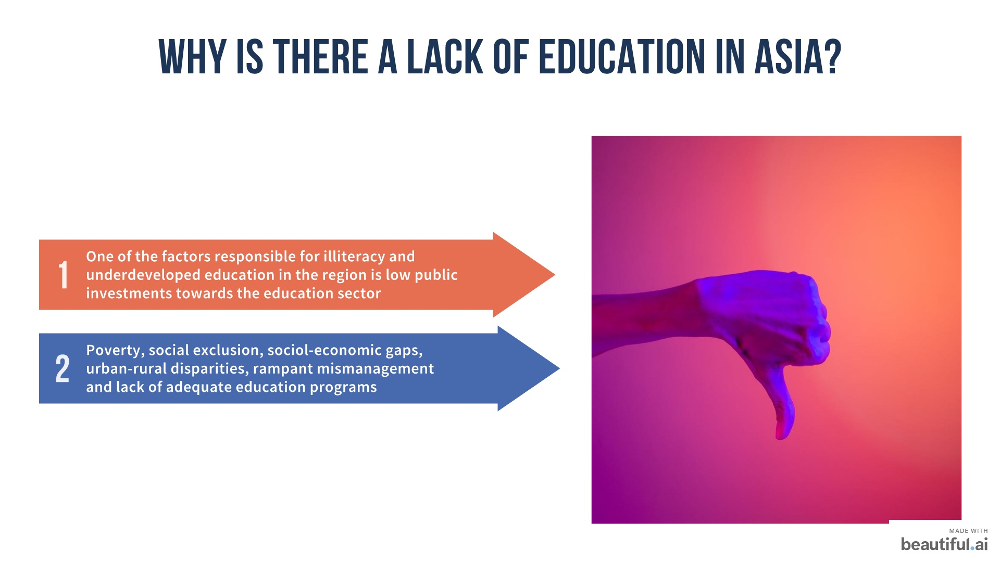 WHY IS THERE A LACK OF EDUCATION IN ASIA?
1
One of the factors responsible for illiteracy and
underdeveloped education in the region is low public
investments towards the education sector
2
Poverty, social exclusion, sociol-economic gaps,
urban-rural disparities, rampant mismanagement
and lack of adequate education programs
MADE WITH
beautiful.ai